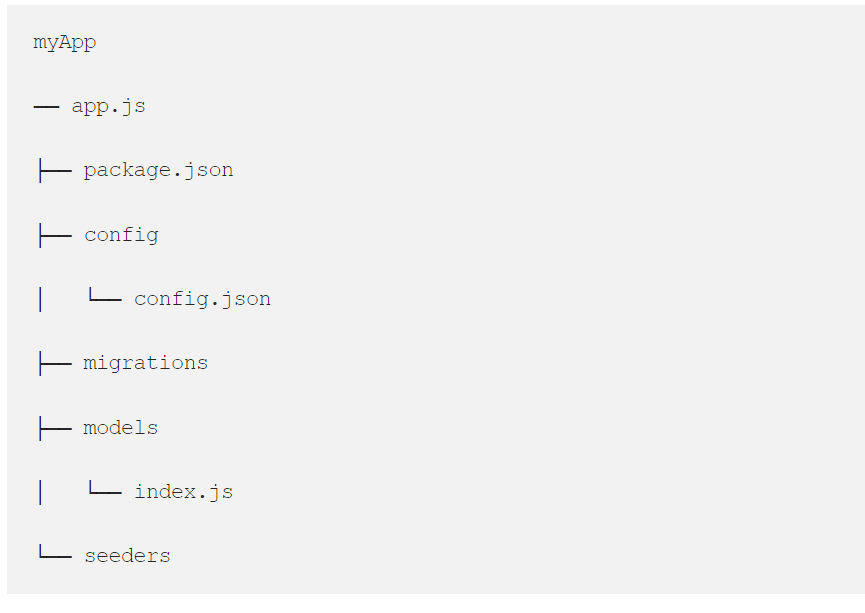 myApp
── app.js
├── package.json
├── config
│   └── config.json
├── migrations
├── models
│   └── index.js
└── seeders